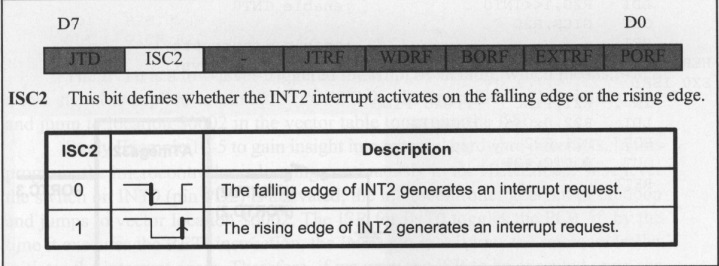 D7 D0
JTD ISC2 - JTRF WDRF BORF EXTRF PORF
ISC2 This bit defines whether the INT2 interrupt activates on the falling edge or the rising edge.
ISC2 Desription
0 The falling edge of INT2 generates an interrupt request.
1 The rising edge of INT2 generates an interrupt request.